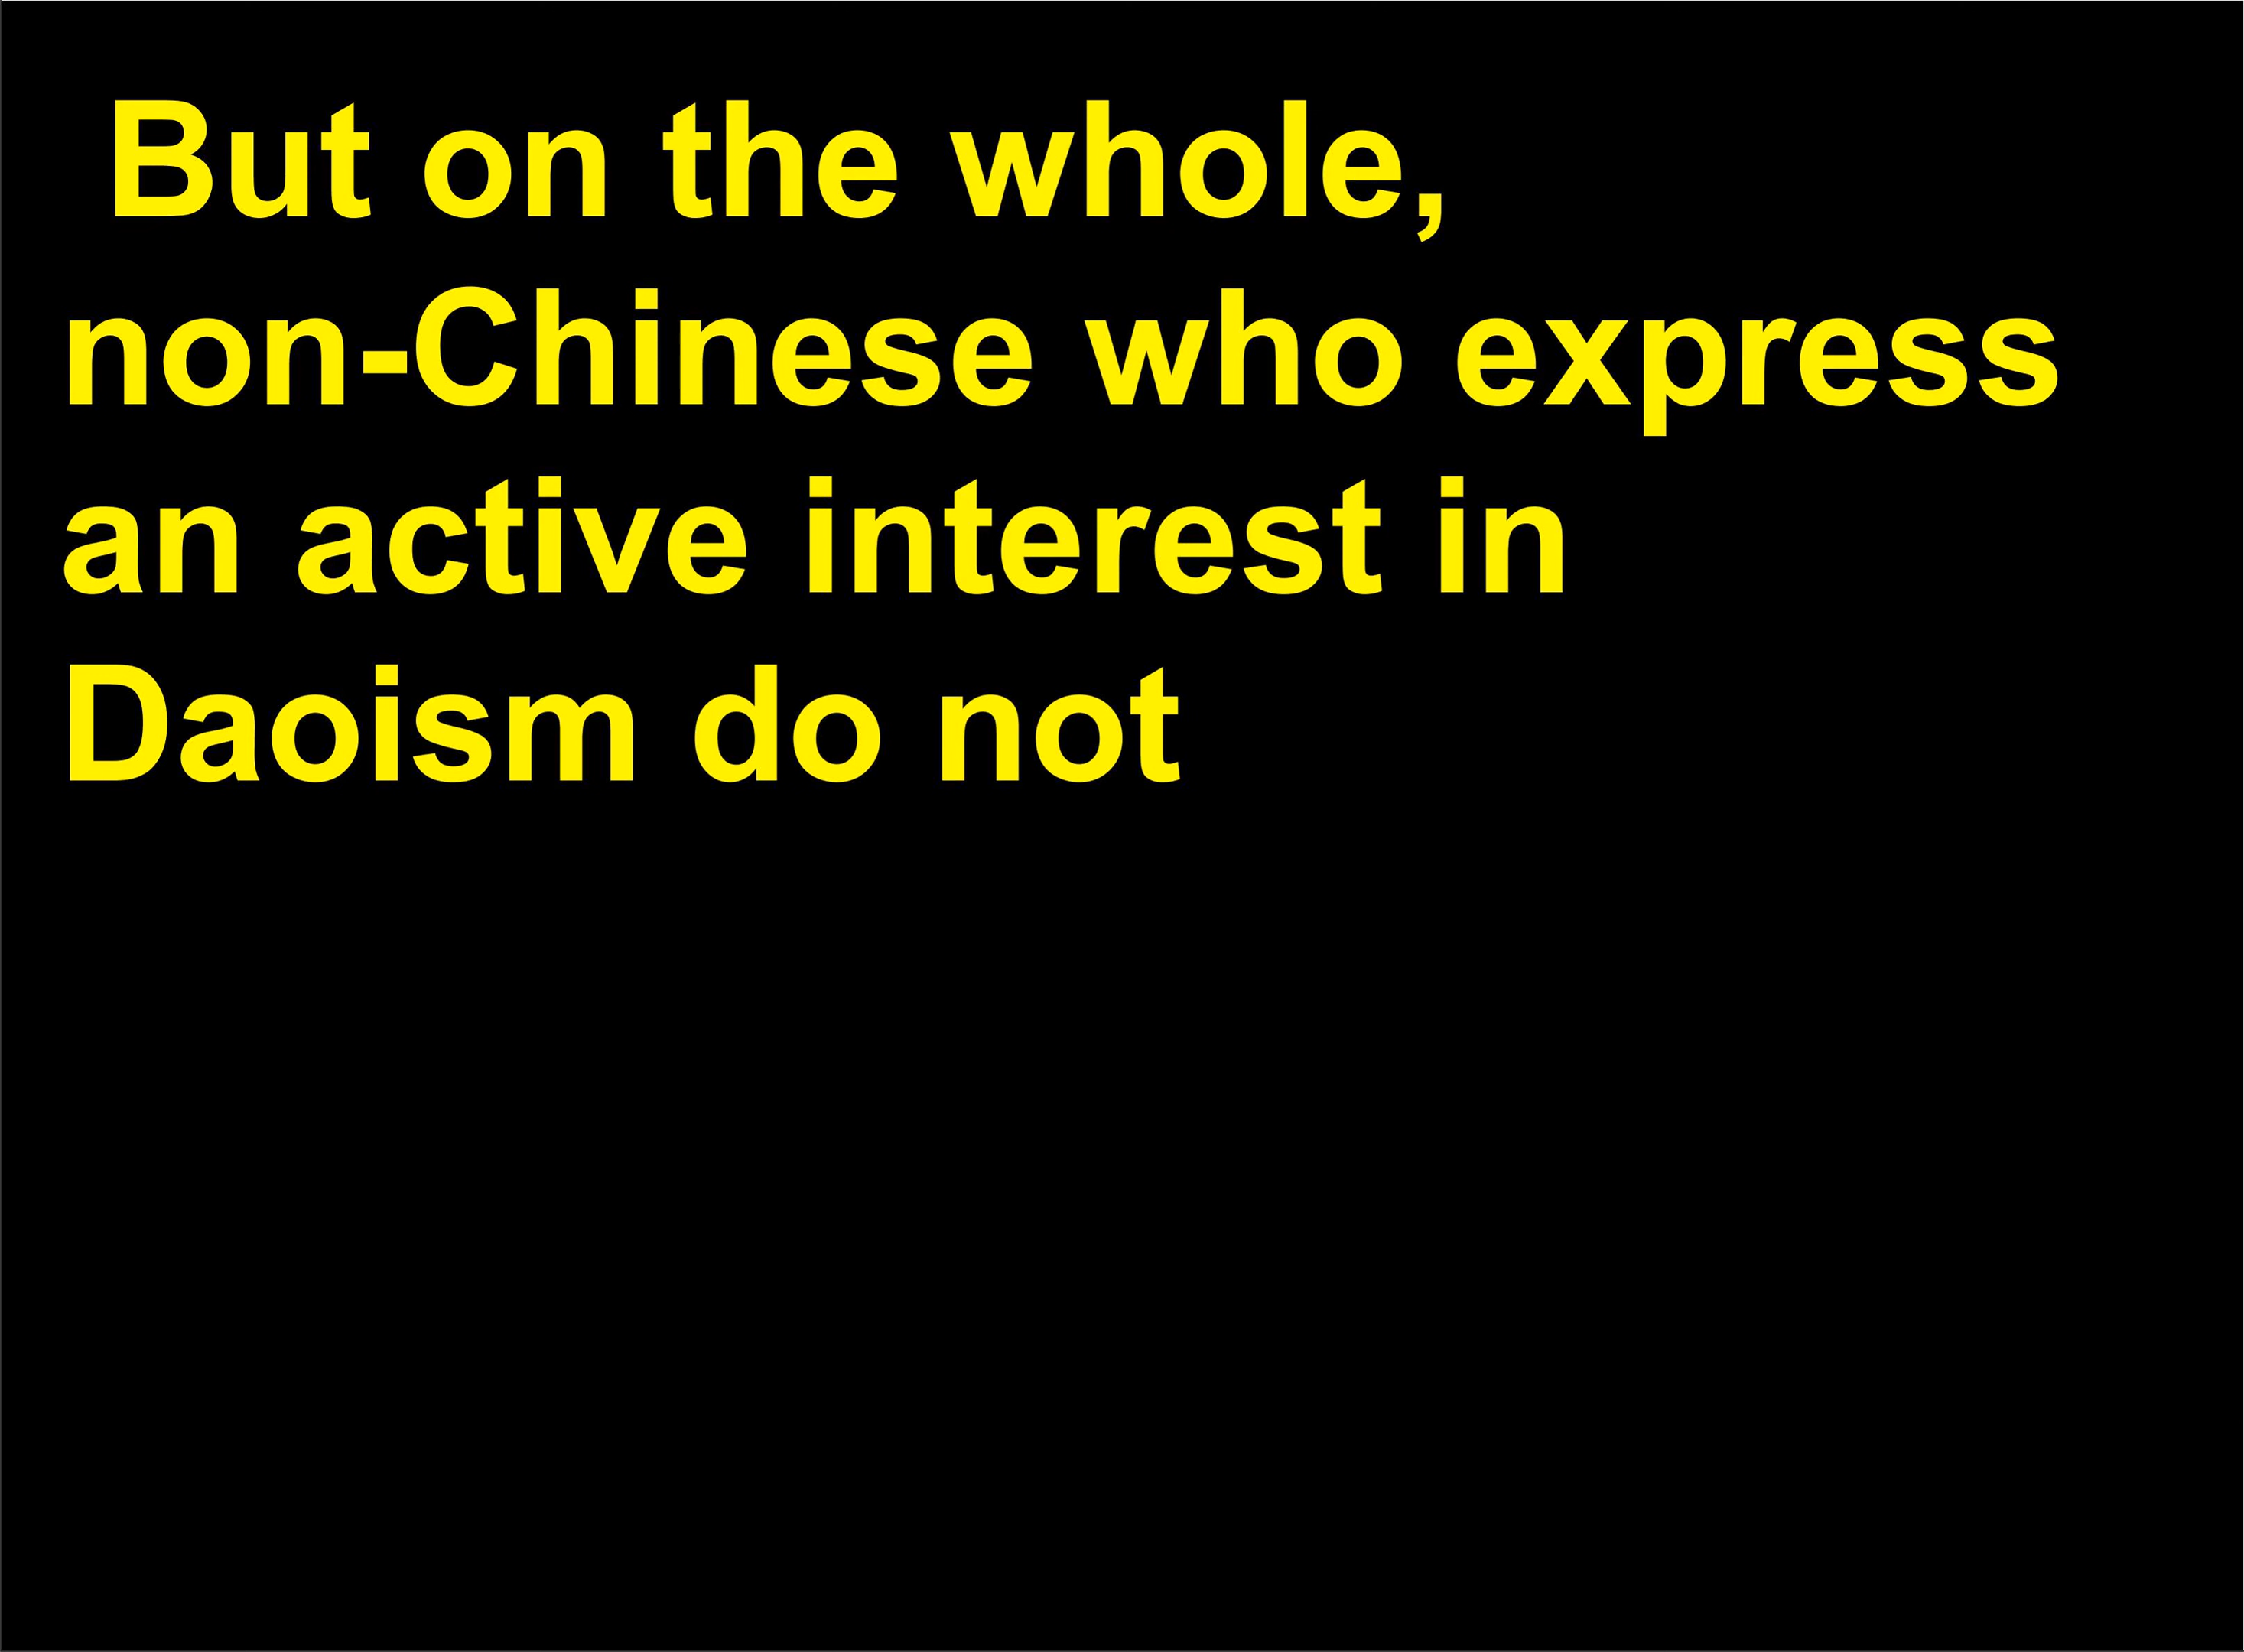 But on the whole,
non-Chinese who express
an active interest in
Daoism do not